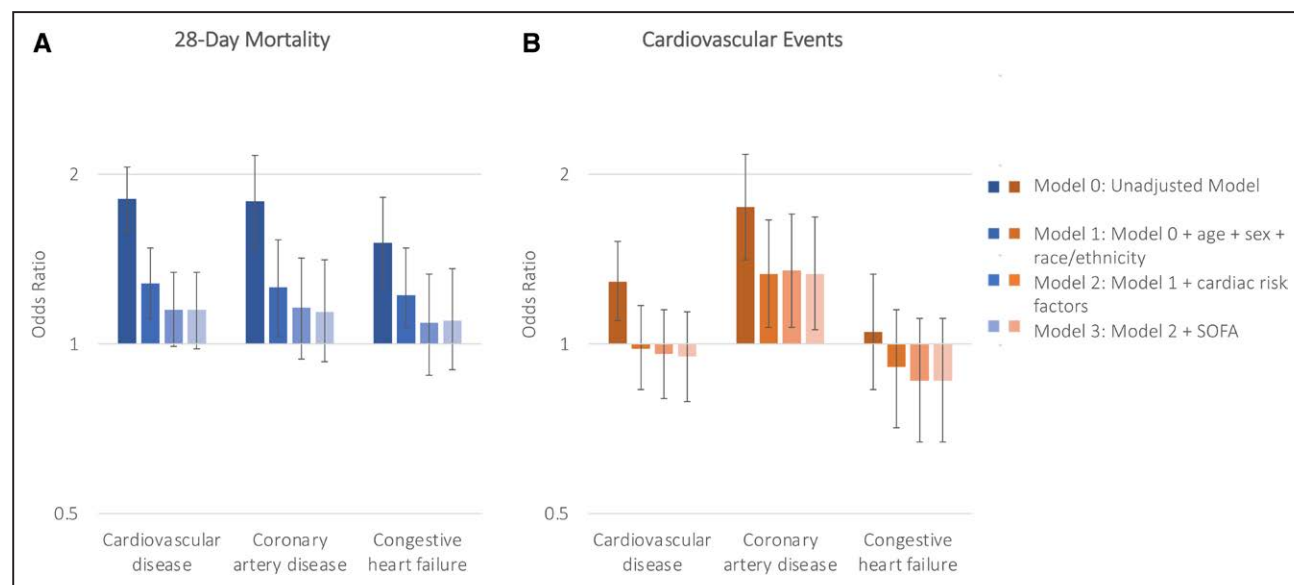 A
28-Day Mortality
2
1
0.5
Odds Ratio
Cardiovascular
disease
Coronary
artery disease
Congestive
heart failure
B
Cardiovascular Events
2
1
0.5
Odds Ratio
Cardiovascular
disease
Coronary
artery disease
Congestive
heart failure
Model 0: Unadjusted Model
Model 1: Model 0 + age + sex +
race/ethnicity
Model 2: Model 1 + cardiac risk
factors
Model 3: Model 2 + SOFA